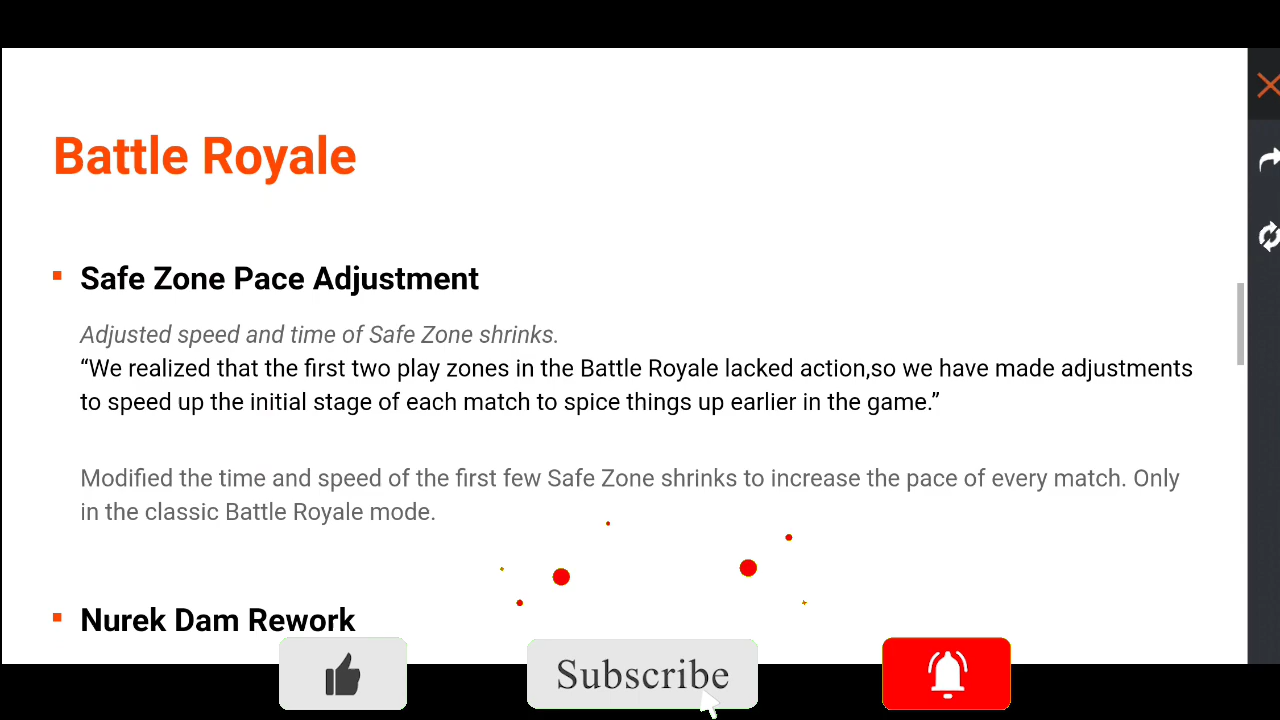 Battle Royale
Safe Zone Pace Adjustment
Adjusted speed and time of Safe Zone shrinks.
“We realized that the first two play zones in the Battle Royale lacked action,so we have made adjustments
to speed up the initial stage of each match to spice things up earlier in the game.”
Modified the time and speed of the first few Safe Zone shrinks to increase the pace of every match. Only
in the classic Battle Royale mode.
Nurek Dam Rework
Subscribe